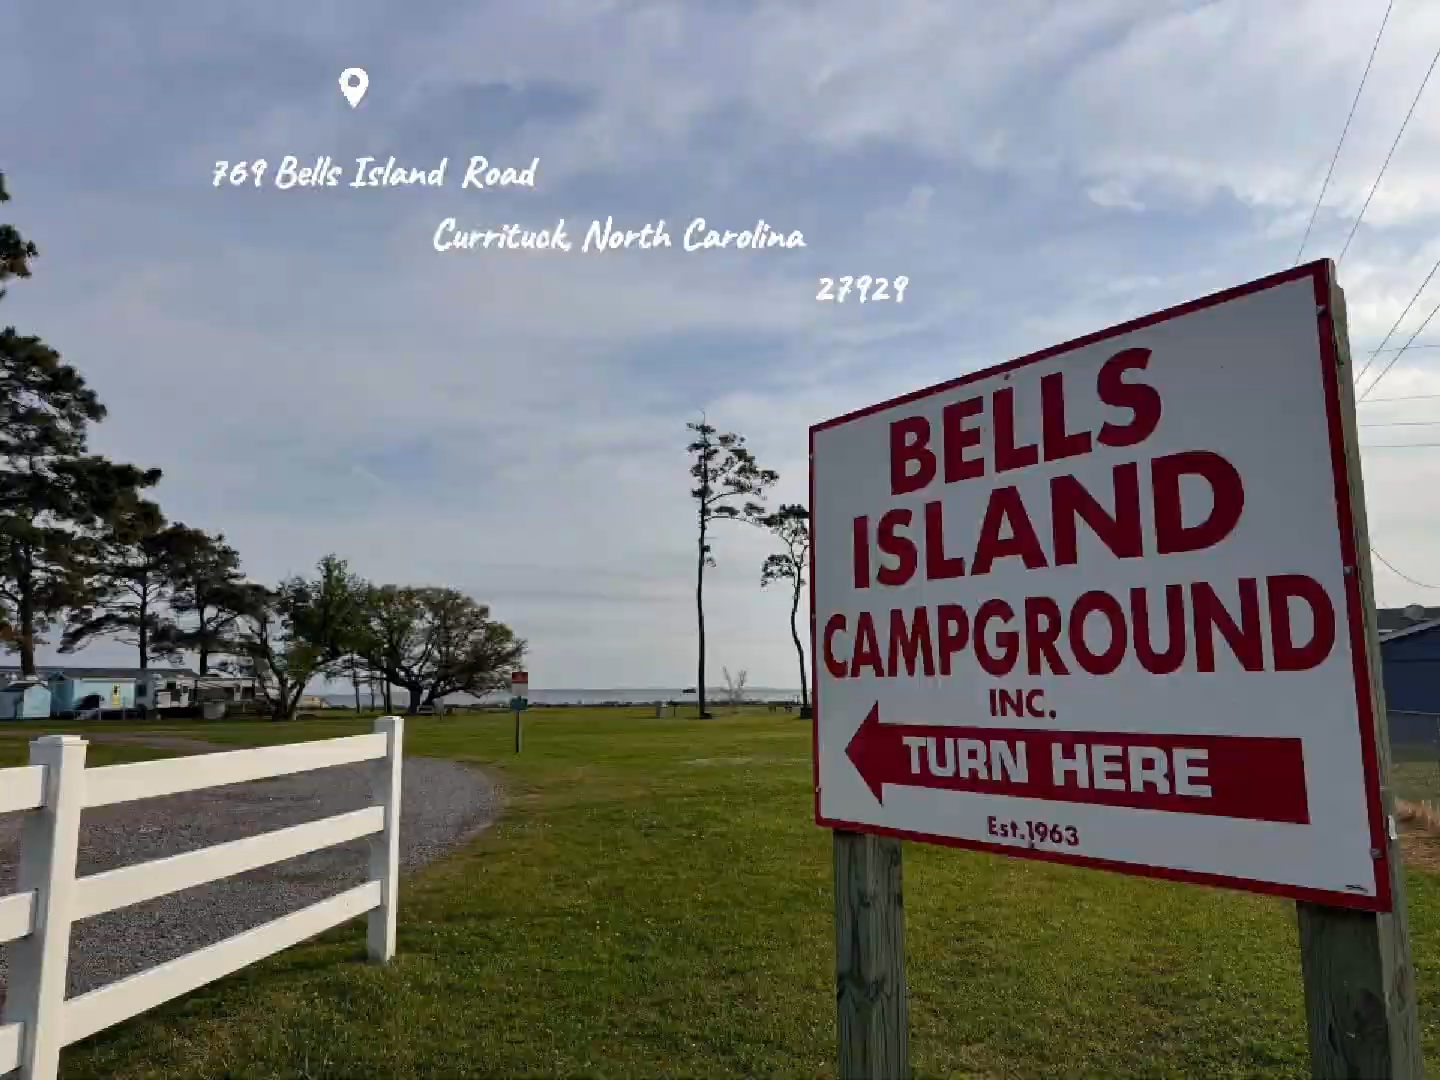 769 Bells Island Road
Currituck, North Carolina
27929
BELLS
ISLAND
CAMPGROUND
INC.
TURN HERE
Est.1963